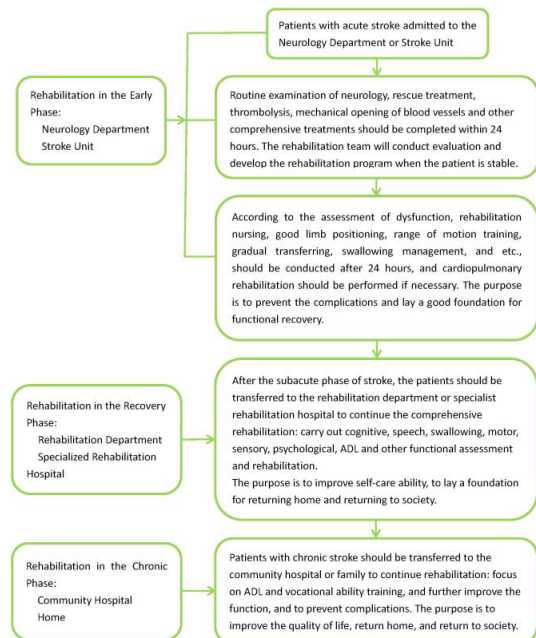 Patients with acute stroke admitted to the
Neurology Department or Stroke Unit
Rehabilitation in the Early
Phase:
Neurology Department
Stroke Unit
Routine examination of neurology, rescue treatment,
thrombolysis, mechanical opening of blood vessels and other
comprehensive treatments should be completed within 24
hours. The rehabilitation team will conduct evaluation and
develop the rehabilitation program when the patient is stable.
According to the assessment of dysfunction, rehabilitation
nursing, good limb positioning, range of motion training,
gradual transferring, swallowing management, and etc.,
should be conducted after 24 hours, and cardiopulmonary
rehabilitation should be performed if necessary. The purpose
is to prevent the complications and lay a good foundation for
functional recovery.
Rehabilitation in the Recovery
Phase:
Rehabilitation Department
Specialized Rehabilitation
Hospital
After the subacute phase of stroke, the patients should be
transferred to the rehabilitation department or specialist
rehabilitation hospital to continue the comprehensive
rehabilitation: carry out cognitive, speech, swallowing, motor,
sensory, psychological, ADL and other functional assessment
and rehabilitation.
The purpose is to improve self-care ability, to lay a foundation
for returning home and returning to society.
Rehabilitation in the Chronic
Phase:
Community Hospital
Home
Patients with chronic stroke should be transferred to the
community hospital or family to continue rehabilitation: focus
on ADL and vocational ability training, and further improve the
function, and to prevent complications. The purpose is to
improve the quality of life, return home, and return to society.